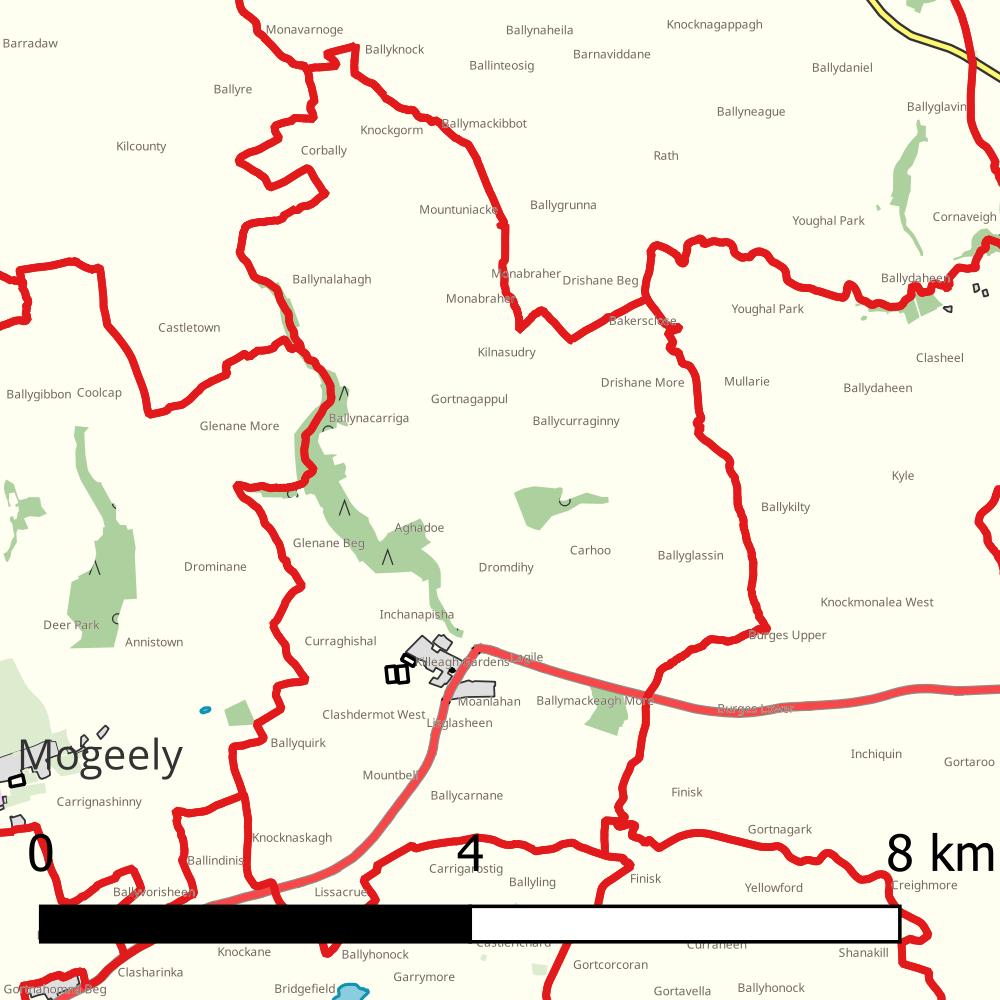 Monavarnoge
Knocknagappagh
Ballynaheila
Barradaw
Ballyknock
Barnaviddane
Ballinteosig
Ballydaniel
Ballyre
Ballyglavin
Ballyneague
Ballymackibbot
Knockgorm
Kilcounty
Corbally
Rath
Ballygrunna
Mountuniacke
Cornaveigh
Youghal Park
Monabraher
Drishane Beg
Ballynalahagh
Ballydaheen
Monabraher
Youghal Park
Bakersclose
Castletown
Kilnasudry
Clasheel
Drishane More
Mullarie
Ballydaheen
Ballygibbon
Coolcap
Gortnagappul
Ballynacarriga
Ballycurraginny
Glenane More
Kyle
Ballykilty
Aghadoe
Glenane Beg
Carhoo
Ballyglassin
Drominane
Dromdihy
Knockmonalea West
Inchanapisha
Deer Park
Annistown
Curraghishal
Burges Upper
Killeagh Gardens
Lagile
Moanlahan
Ballymackeagh More
Burges Lower
Clashdermot West
Lisglasheen
Ballyquirk
Mogeely
Inchiquin
Gortaroo
Mountbell
Ballycarnane
Finisk
Carrignashinny
Knocknaskagh
Gortnagark
0
4
8 km
Ballindinis
Carrigarostig
Ballyvorisheen
Lissacrue
Ballyling
Finisk
Yellowford
Creighmore
Castlerichard
Curraheen
Knockane
Ballyhonock
Shanakill
Clasharinka
Garrymore
Gortcorcoran
Gortnahomna Beg
Bridgefield
Gortavella
Ballyhonock